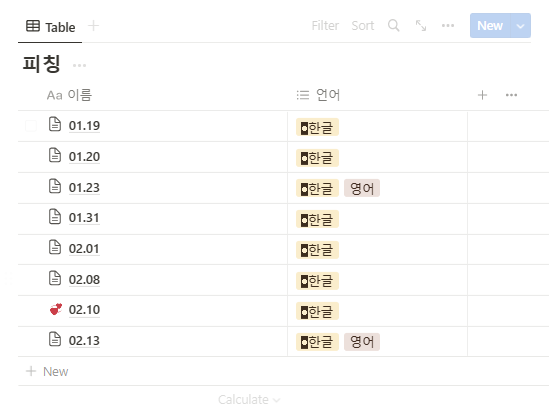 Table
Filter Sort New
피칭
Aa 이름 언어
01.19 한글
01.20 한글
01.23 한글 영어
01.31 한글
02.01 한글
02.08 한글
02.10 한글
02.13 한글 영어
+ New
Calculate